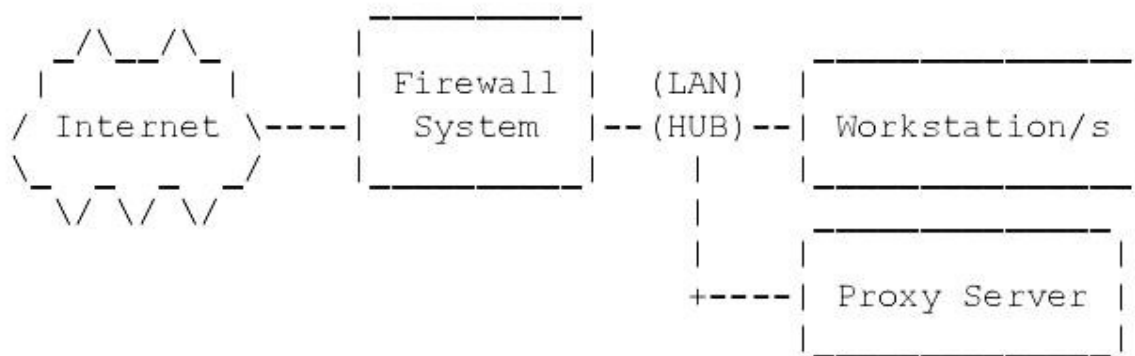 Internet
Firewall
System
(LAN)
(HUB)
Workstation/s
Proxy Server